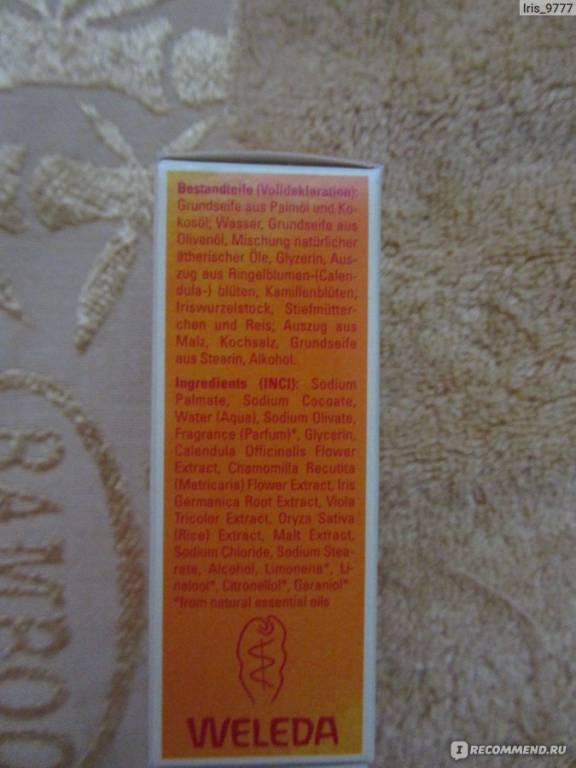 Iris_9777
Bestandteile (Volldeklaration):
Grundseife aus Palmöl und Ko-
kosöl, Wasser, Grundseife aus
Olivenöl, Mischung natürlicher
ätherischer Öle, Glyzerin, Aus-
zug aus Ringelblumen-(Calen-
dula-) blüten, Kamillenblüten,
Iriswurzelstock, Stiefmütter-
chen und Reis; Auszug aus
Malz, Kochsalz, Grundseife
aus Stearin, Alkohol.
Ingredients (INCI): Sodium
Palmate, Sodium Cocoate,
Water (Aqua), Sodium Olivate,
Fragrance (Parfum)*, Glycerin,
Calendula Officinalis Flower
Extract, Chamomilla Recutita
(Matricaria) Flower Extract, Iris
Germanica Root Extract, Viola
Tricolor Extract, Oryza Sativa
(Rice) Extract, Malt Extract,
Sodium Chloride, Sodium Stea-
rate, Alcohol, Limonene*, Li-
nalool*, Citronellol*, Geraniol*
*from natural essential oils
WELEDA
BAMBOO
IRECOMMEND.RU